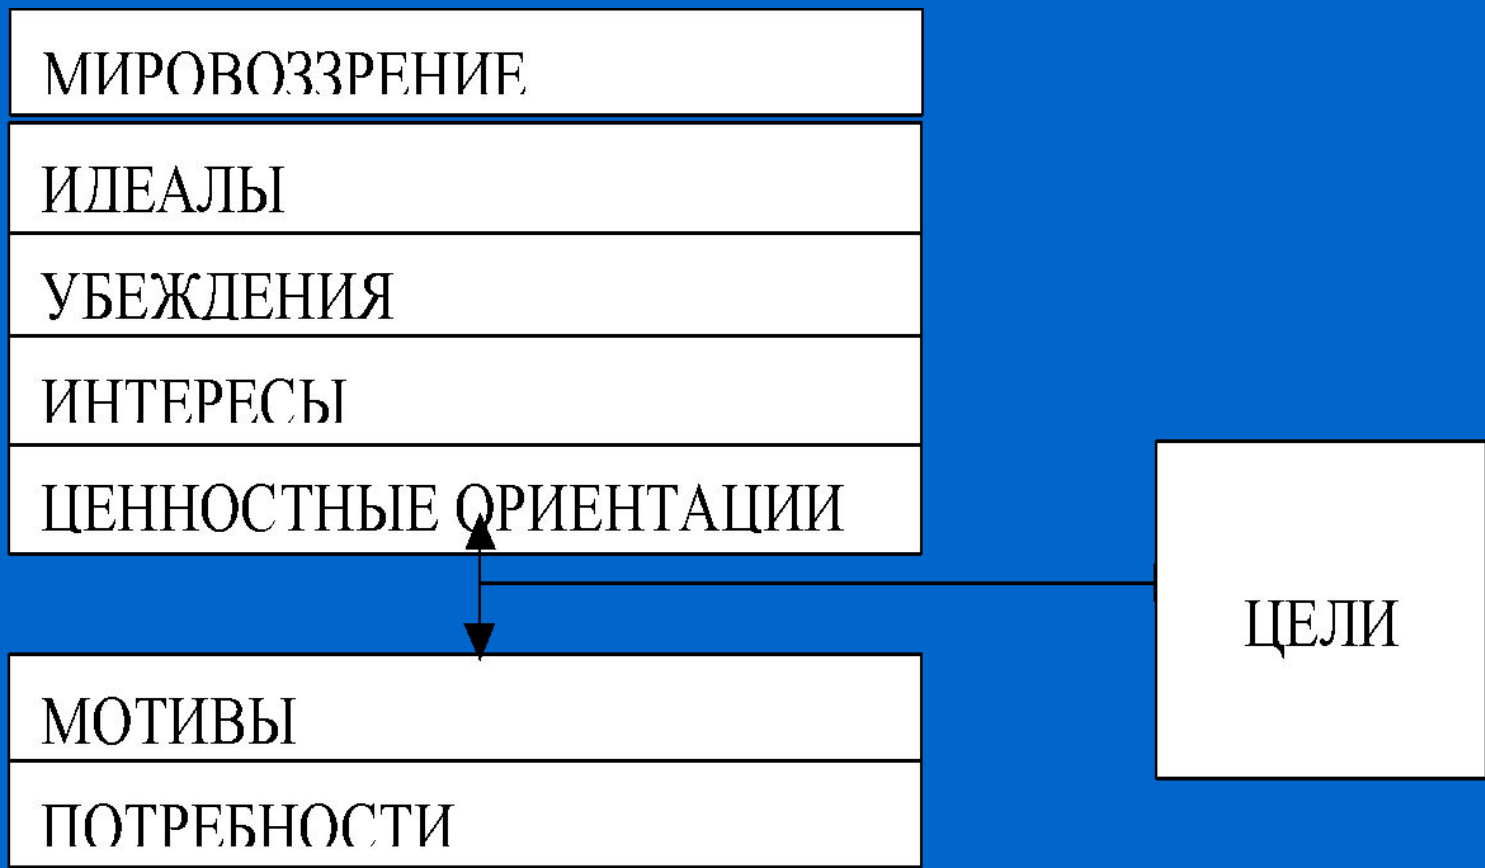 МИРОВОЗЗРЕНИЕ
ИДЕАЛЫ
УБЕЖДЕНИЯ
ИНТЕРЕСЫ
ЦЕННОСТНЫЕ ОРИЕНТАЦИИ
ЦЕЛИ
МОТИВЫ
ПОТРЕБНОСТИ